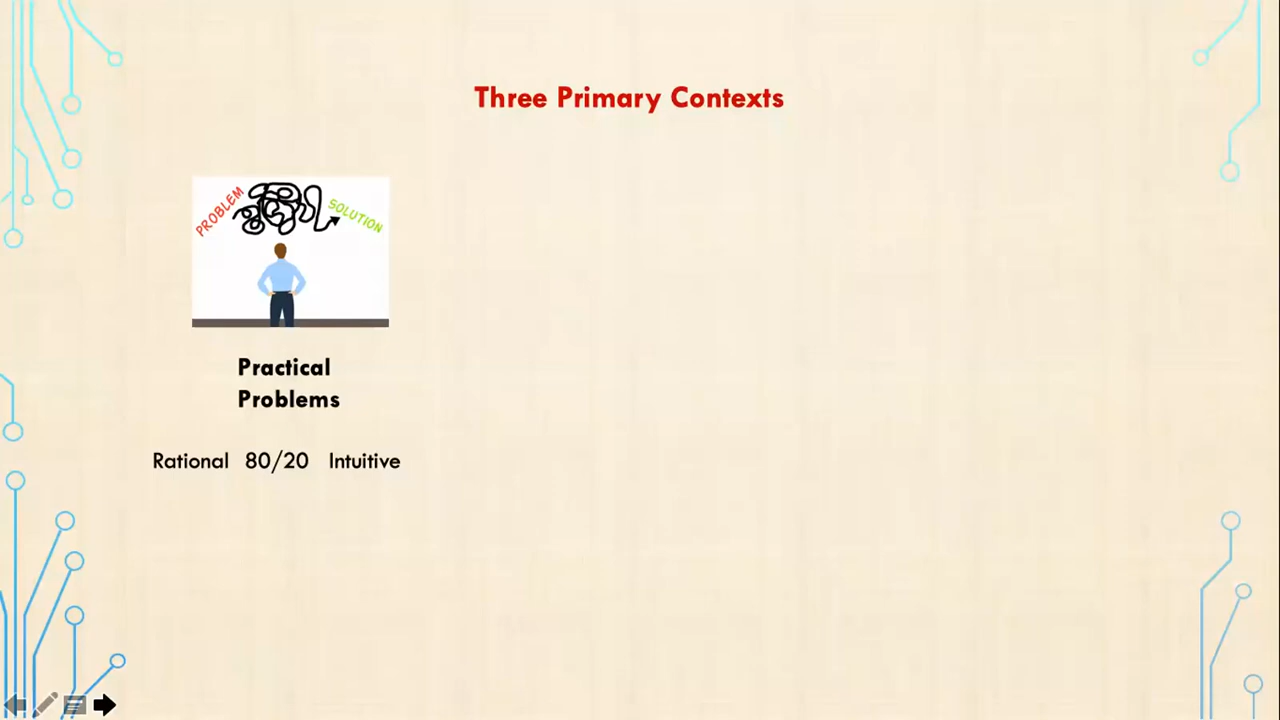 Three Primary Contexts
PROBLEM
SOLUTION
Practical
Problems
Rational 80/20 Intuitive